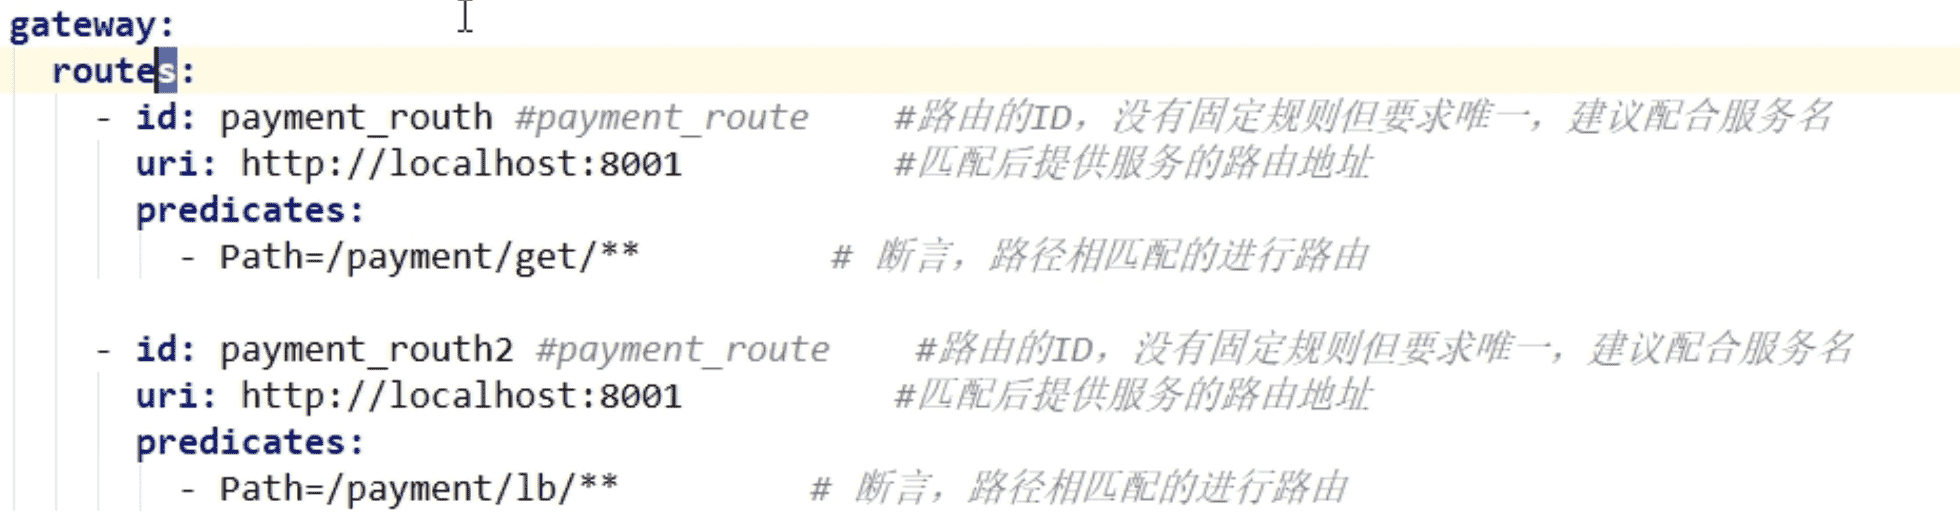 gateway:
routes:
- id: payment_routh #payment_route #路由的ID，没有固定规则但要求唯一，建议配合服务名
uri: http://localhost:8001 #匹配后提供服务的路由地址
predicates:
- Path=/payment/get/** # 断言，路径相匹配的进行路由
- id: payment_routh2 #payment_route #路由的ID，没有固定规则但要求唯一，建议配合服务名
uri: http://localhost:8001 #匹配后提供服务的路由地址
predicates:
- Path=/payment/lb/** # 断言，路径相匹配的进行路由